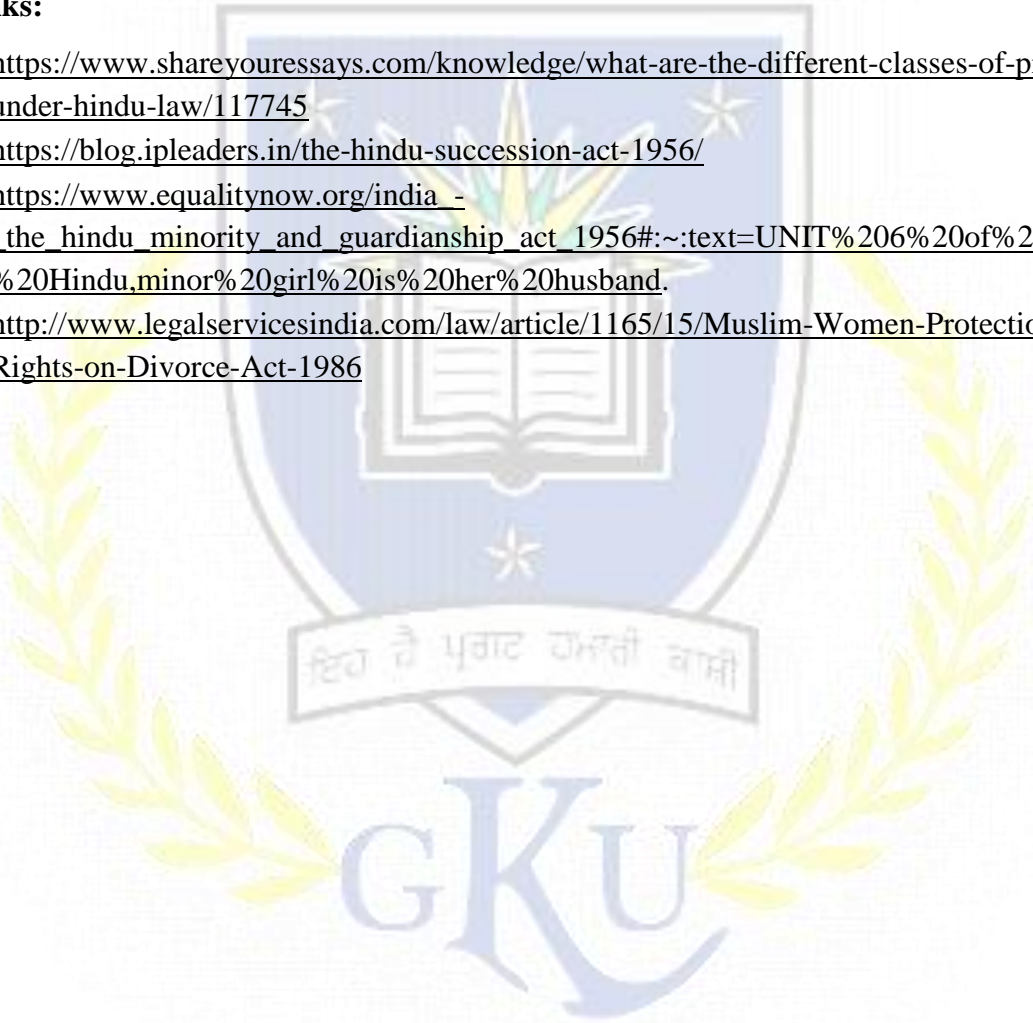 ks:
https://www.shareyouressays.com/knowledge/what-are-the-different-classes-of-p
under-hindu-law/117745
https://blog.ipleaders.in/the-hindu-succession-act-1956/
https://www.equalitynow.org/india_-
_the_hindu_minority_and_guardianship_act_1956#:~:text=UNIT%206%20of%2
%20Hindu,minor%20girl%20is%20her%20husband.
http://www.legalservicesindia.com/law/article/1165/15/Muslim-Women-Protectio
Rights-on-Divorce-Act-1986
ਇਹ ਹੈ ਪ੍ਰਗਟ ਹਮਾਰੀ ਕਾਸ਼ੀ
GKU